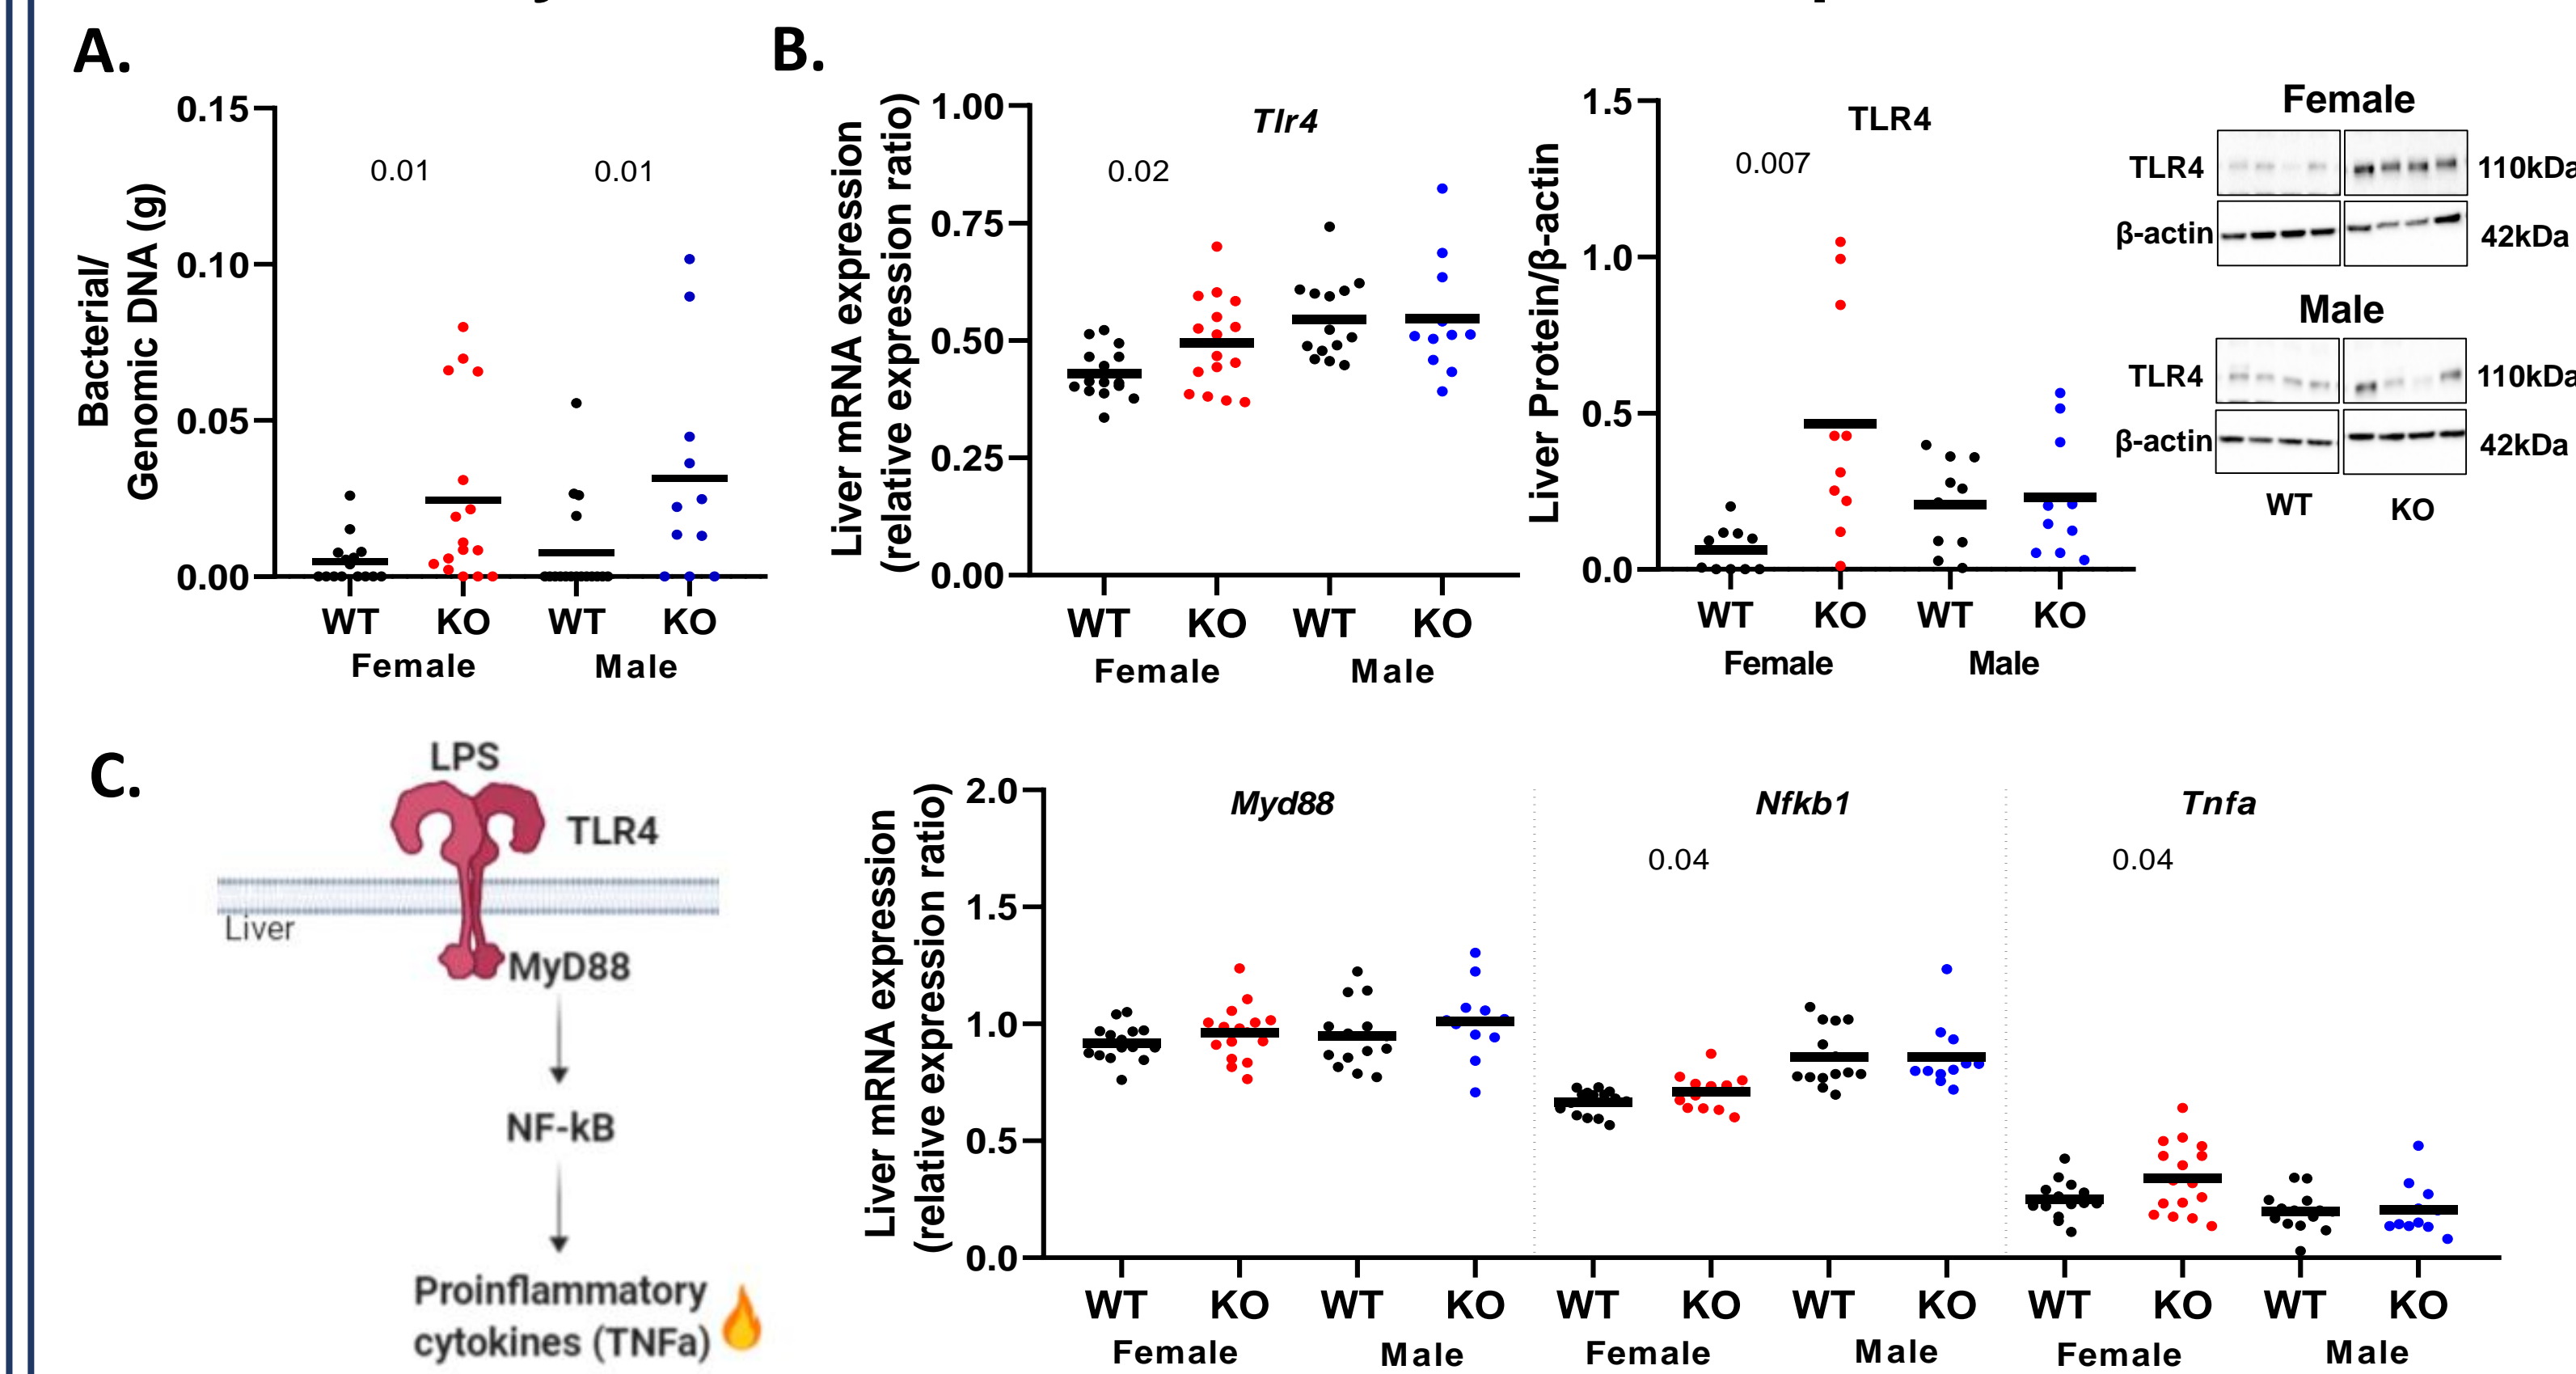 A.
Bacterial/
Genomic DNA (g)
0.15
0.10
0.05
0.00
0.01
0.01
WT
KO
WT
KO
Female
Male
B.
Liver mRNA expression
(relative expression ratio)
Tlr4
1.00
0.75
0.50
0.25
0.00
0.02
WT
KO
WT
KO
Female
Male
Liver Protein/β-actin
TLR4
1.5
1.0
0.5
0.0
0.007
WT
KO
WT
KO
Female
Male
Female
TLR4
110kDa
β-actin
42kDa
Male
TLR4
110kDa
β-actin
42kDa
WT
KO
C.
LPS
TLR4
Liver
MyD88
NF-kB
Proinflammatory
cytokines (TNFa)
Liver mRNA expression
(relative expression ratio)
2.0
1.5
1.0
0.5
0.0
Myd88
Nfkb1
Tnfa
0.04
0.04
WT
KO
WT
KO
WT
KO
WT
KO
WT
KO
WT
KO
Female
Male
Female
Male
Female
Male